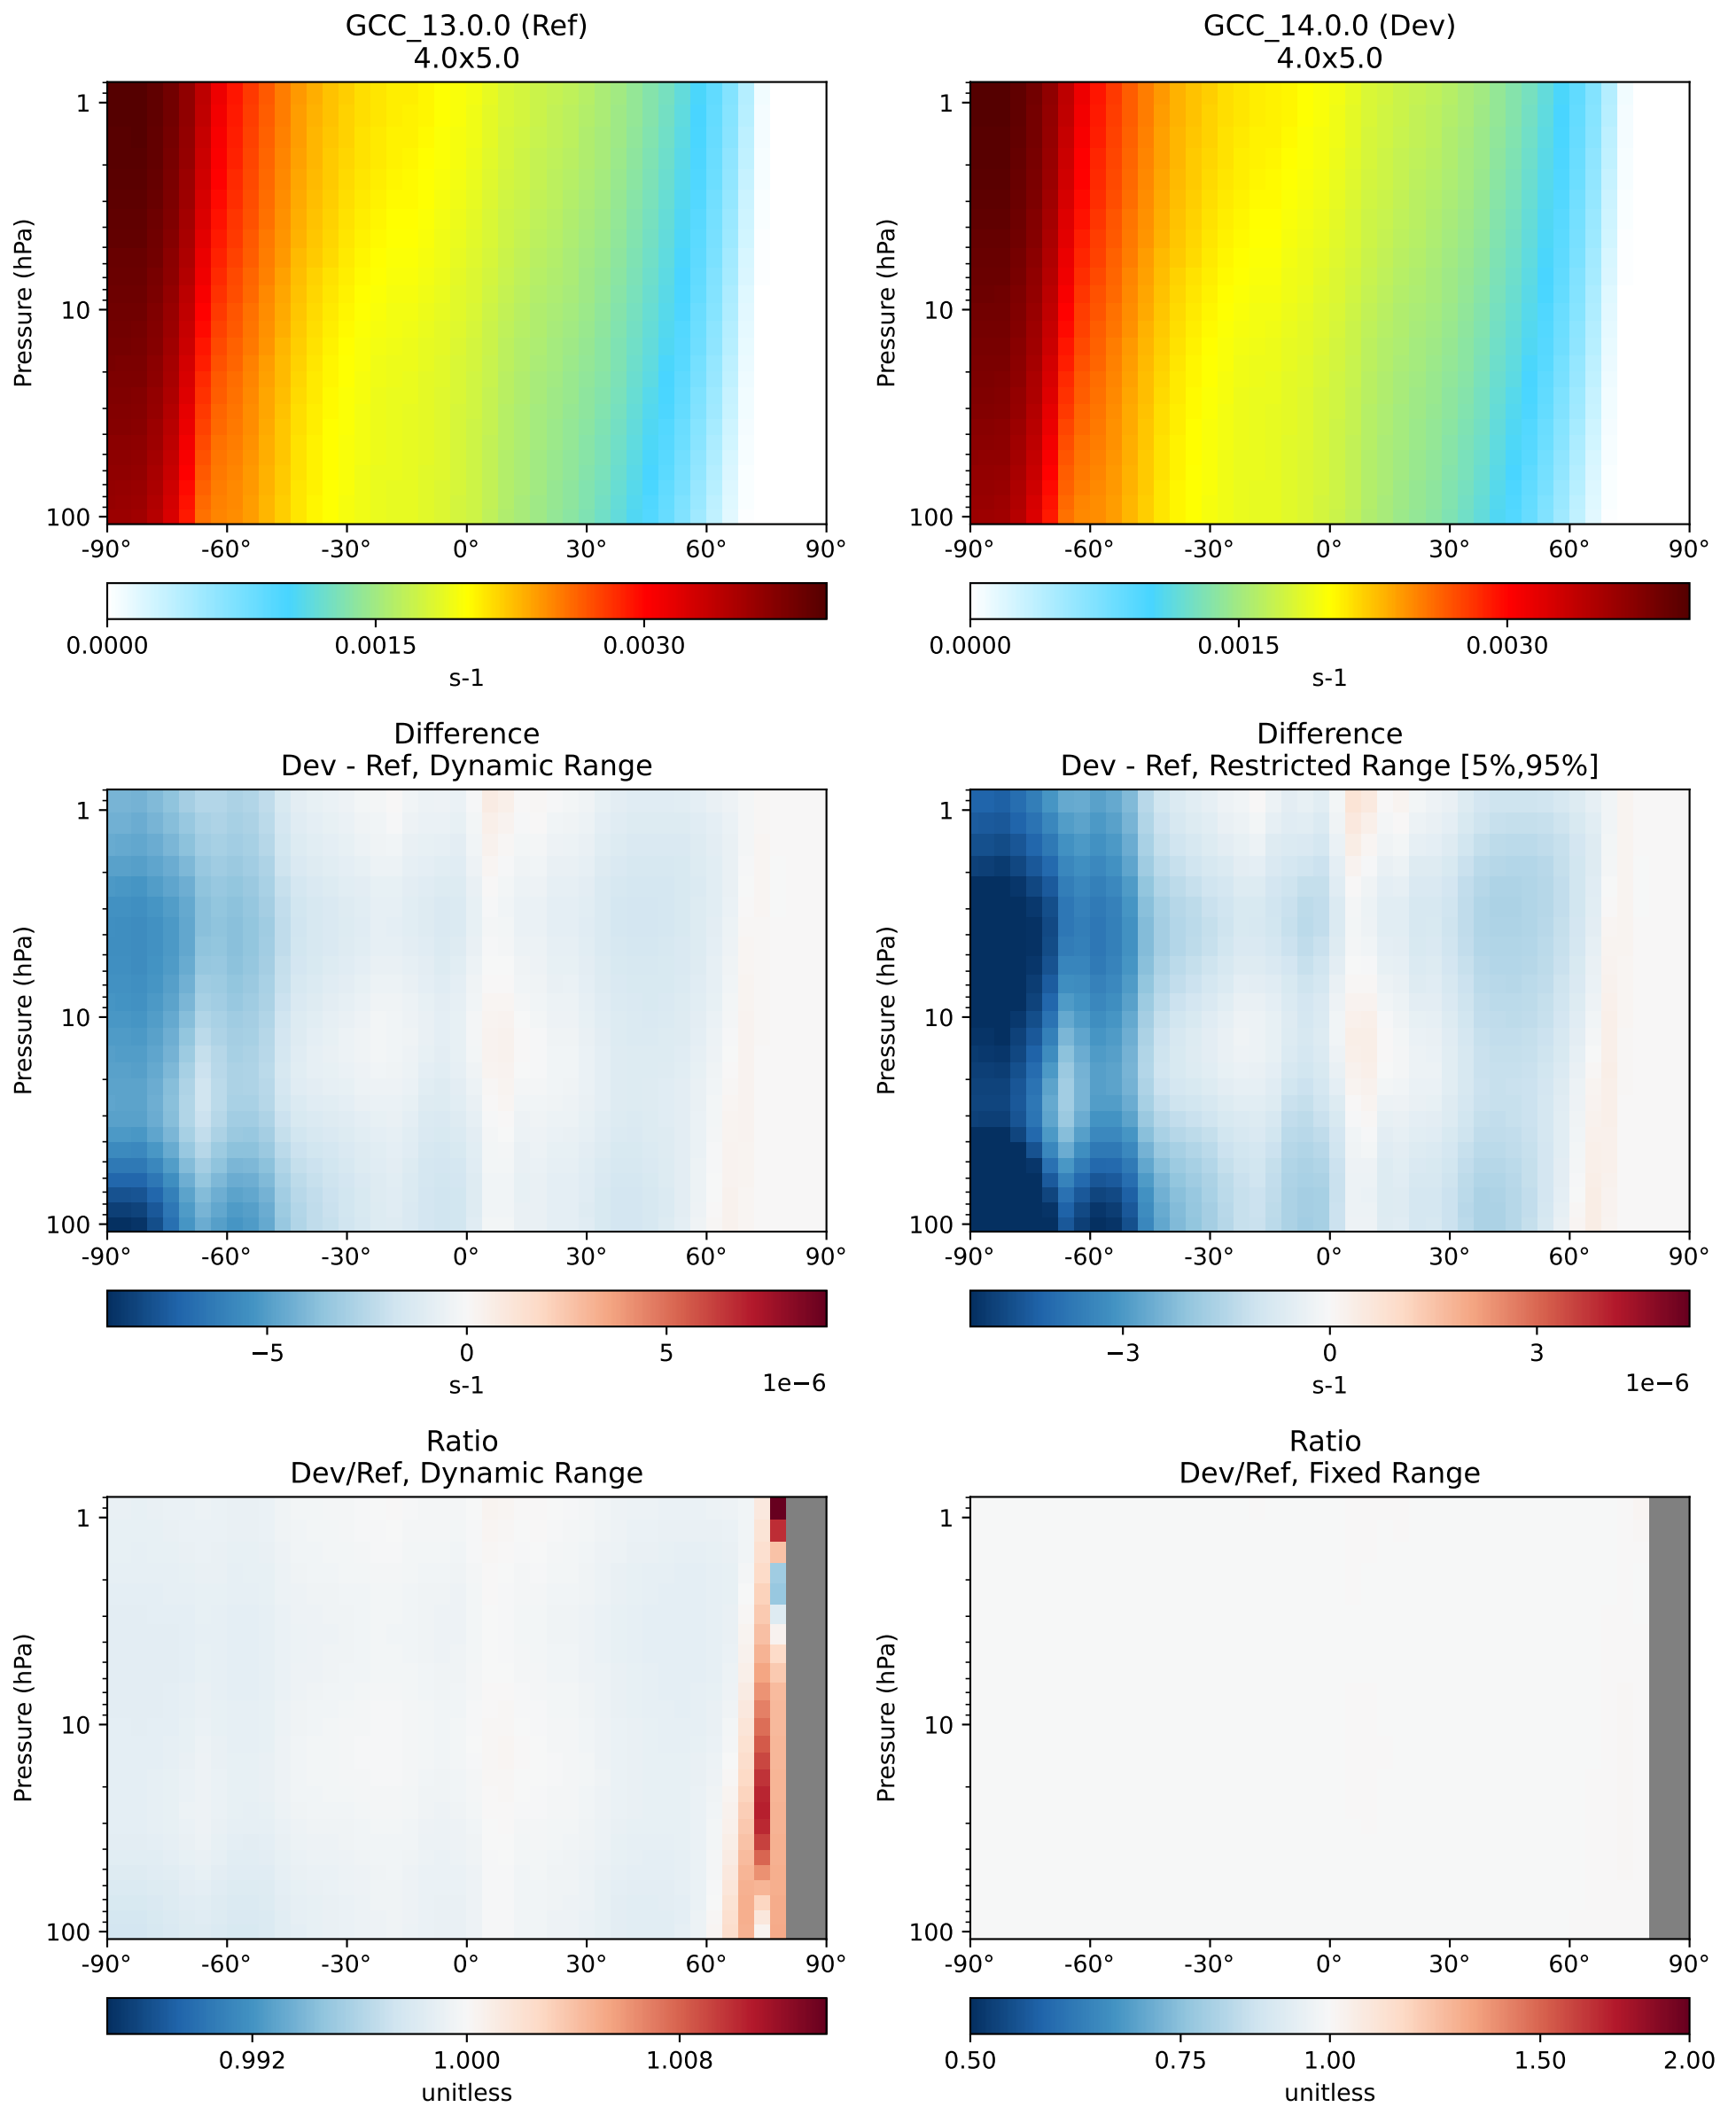 GCC_13.0.0 (Ref)
4.0x5.0
Pressure (hPa)
1
10
100
-90° -60° -30° 0° 30° 60° 90°
0.0000 0.0015 0.0030
s-1
GCC_14.0.0 (Dev)
4.0x5.0
Pressure (hPa)
1
10
100
-90° -60° -30° 0° 30° 60° 90°
0.0000 0.0015 0.0030
s-1
Difference
Dev - Ref, Dynamic Range
Pressure (hPa)
1
10
100
-90° -60° -30° 0° 30° 60° 90°
−5 0 5
1e−6
s-1
Difference
Dev - Ref, Restricted Range [5%,95%]
Pressure (hPa)
1
10
100
-90° -60° -30° 0° 30° 60° 90°
−3 0 3
1e−6
s-1
Ratio
Dev/Ref, Dynamic Range
Pressure (hPa)
1
10
100
-90° -60° -30° 0° 30° 60° 90°
0.992 1.000 1.008
unitless
Ratio
Dev/Ref, Fixed Range
Pressure (hPa)
1
10
100
-90° -60° -30° 0° 30° 60° 90°
0.50 0.75 1.00 1.50 2.00
unitless